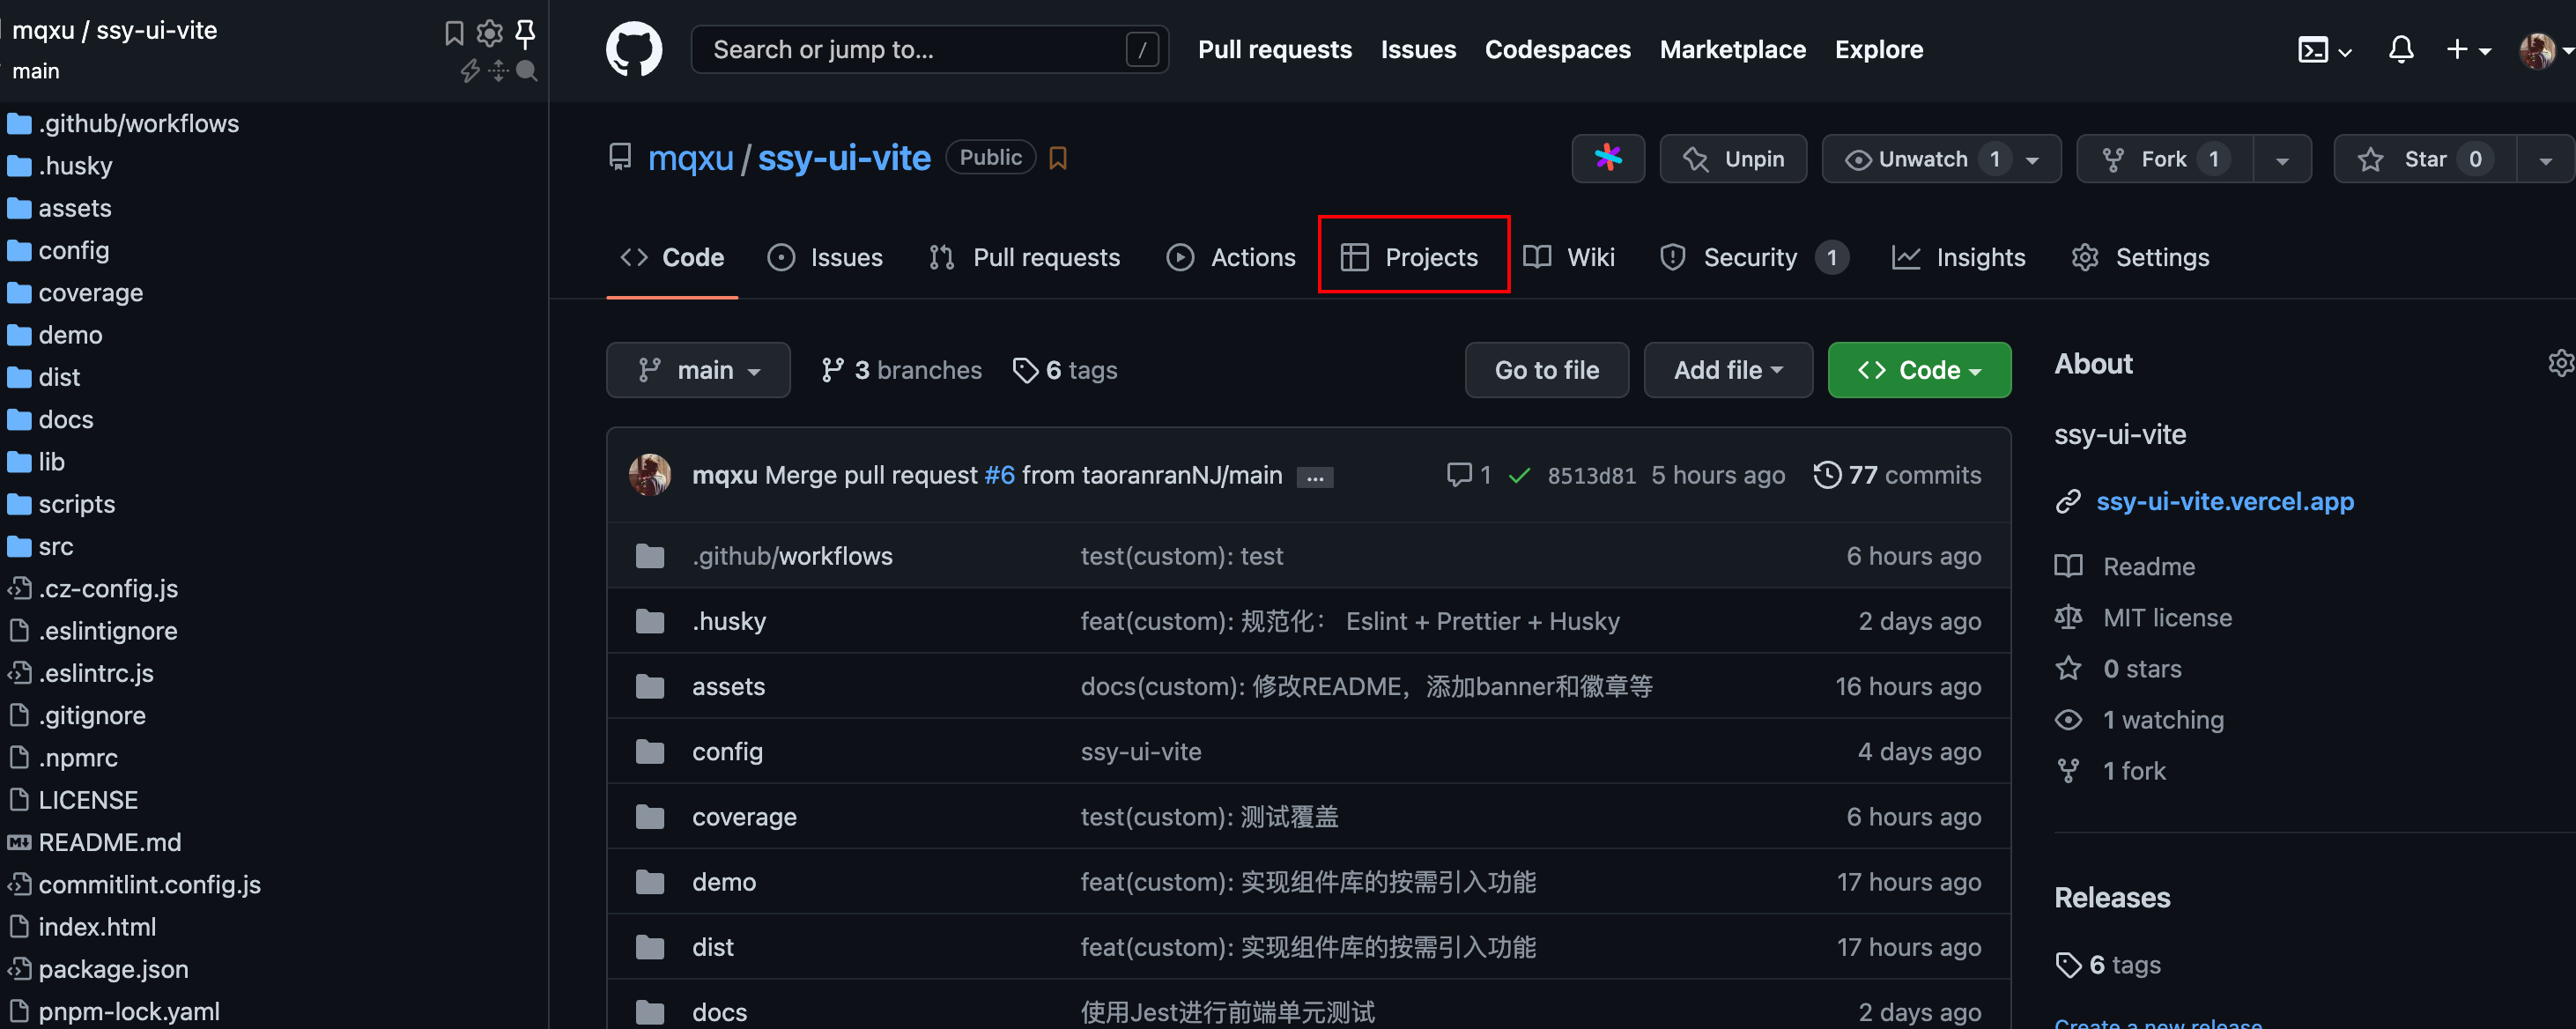 mqxu / ssy-ui-vite
main
.github/workflows
.husky
assets
config
coverage
demo
dist
docs
lib
scripts
src
.cz-config.js
.eslintignore
.eslintrc.js
.gitignore
.npmrc
LICENSE
README.md
commitlint.config.js
index.html
package.json
pnpm-lock.yaml
Search or jump to... /
Pull requests Issues Codespaces Marketplace Explore
mqxu / ssy-ui-vite Public
Unpin Unwatch 1 Fork 1 Star 0
Code Issues Pull requests Actions Projects Wiki Security 1 Insights Settings
main 3 branches 6 tags Go to file Add file Code
mqxu Merge pull request #6 from taoranranNJ/main ... 1 8513d81 5 hours ago 77 commits
.github/workflows test(custom): test 6 hours ago
.husky feat(custom): 规范化： Eslint + Prettier + Husky 2 days ago
assets docs(custom): 修改README，添加banner和徽章等 16 hours ago
config ssy-ui-vite 4 days ago
coverage test(custom): 测试覆盖 6 hours ago
demo feat(custom): 实现组件库的按需引入功能 17 hours ago
dist feat(custom): 实现组件库的按需引入功能 17 hours ago
docs 使用Jest进行前端单元测试 2 days ago
About
ssy-ui-vite
ssy-ui-vite.vercel.app
Readme
MIT license
0 stars
1 watching
1 fork
Releases
6 tags
Create a new release